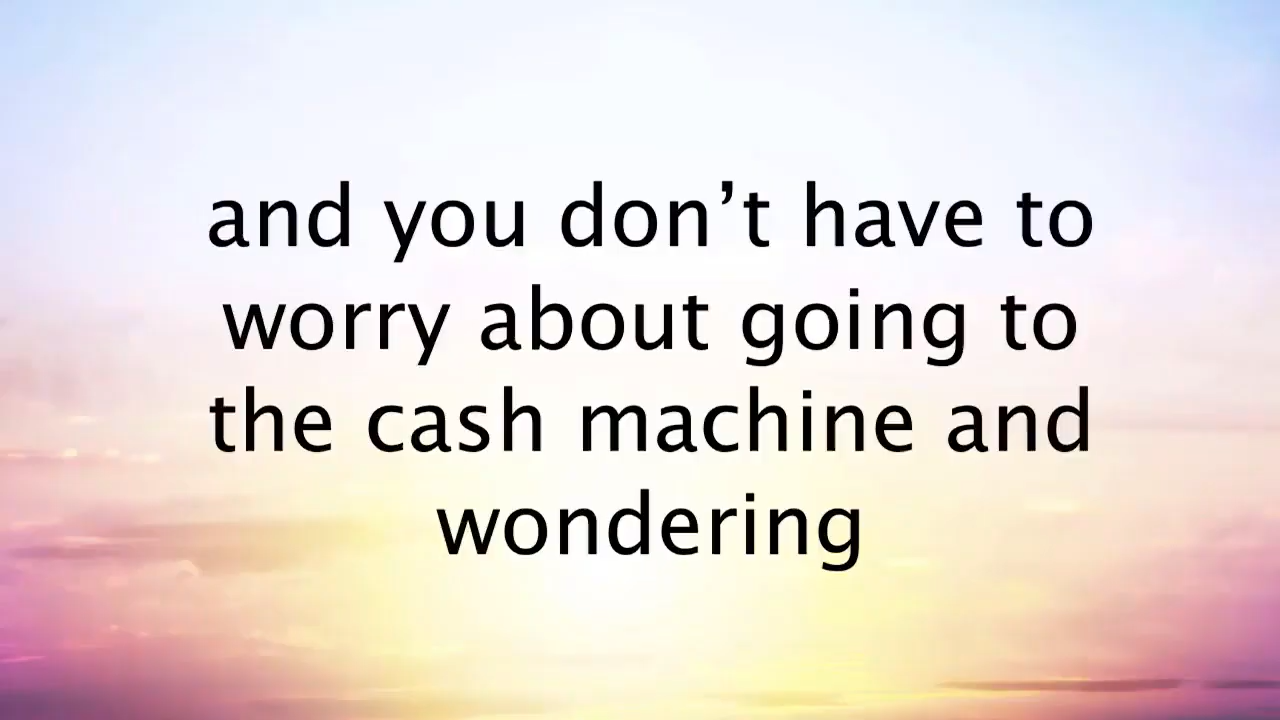 and you don’t have to
worry about going to
the cash machine and
wondering